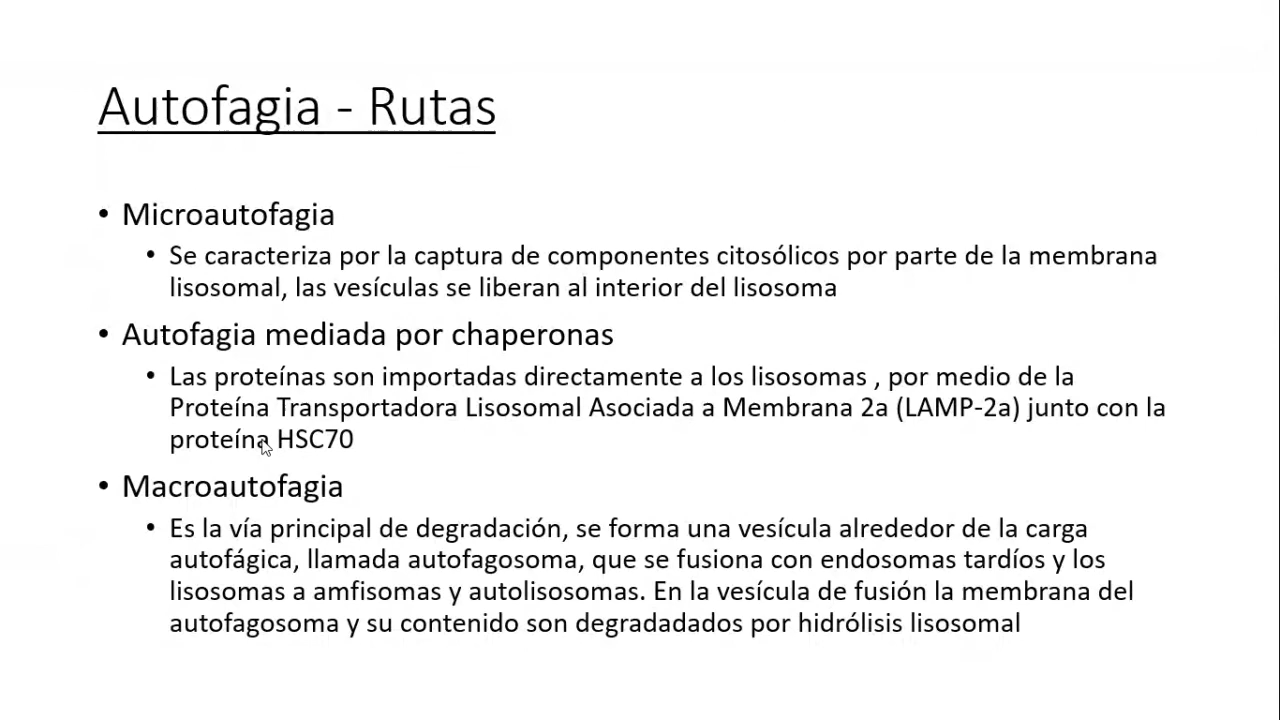 Autofagia - Rutas
• Microautofagia
• Se caracteriza por la captura de componentes citosólicos por parte de la membrana
lisosomal, las vesículas se liberan al interior del lisosoma
• Autofagia mediada por chaperonas
• Las proteínas son importadas directamente a los lisosomas , por medio de la
Proteína Transportadora Lisosomal Asociada a Membrana 2a (LAMP-2a) junto con la
proteína HSC70
• Macroautofagia
• Es la vía principal de degradación, se forma una vesícula alrededor de la carga
autofágica, llamada autofagosoma, que se fusiona con endosomas tardíos y los
lisosomas a amfisomas y autolisosomas. En la vesícula de fusión la membrana del
autofagosoma y su contenido son degradadados por hidrólisis lisosomal